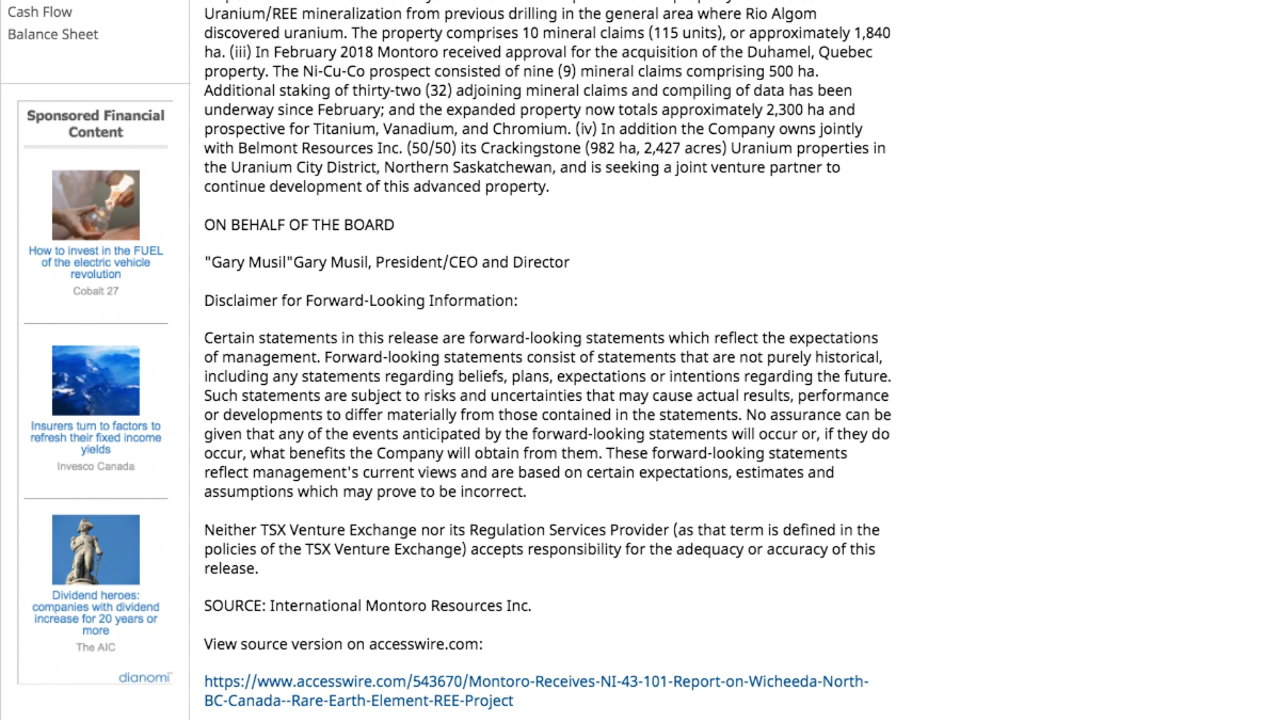 Cash Flow
Balance Sheet
Sponsored Financial
Content
How to invest in the FUEL
of the electric vehicle
revolution
Cobalt 27
Insurers turn to factors to
refresh their fixed income
yields
Invesco Canada
Dividend heroes:
companies with dividend
increase for 20 years or
more
The AIC
dianomi
Uranium/REE mineralization from previous drilling in the general area where Rio Algom
discovered uranium. The property comprises 10 mineral claims (115 units), or approximately 1,840
ha. (iii) In February 2018 Montoro received approval for the acquisition of the Duhamel, Quebec
property. The Ni-Cu-Co prospect consisted of nine (9) mineral claims comprising 500 ha.
Additional staking of thirty-two (32) adjoining mineral claims and compiling of data has been
underway since February; and the expanded property now totals approximately 2,300 ha and
prospective for Titanium, Vanadium, and Chromium. (iv) In addition the Company owns jointly
with Belmont Resources Inc. (50/50) its Crackingstone (982 ha, 2,427 acres) Uranium properties in
the Uranium City District, Northern Saskatchewan, and is seeking a joint venture partner to
continue development of this advanced property.
ON BEHALF OF THE BOARD
"Gary Musil"Gary Musil, President/CEO and Director
Disclaimer for Forward-Looking Information:
Certain statements in this release are forward-looking statements which reflect the expectations
of management. Forward-looking statements consist of statements that are not purely historical,
including any statements regarding beliefs, plans, expectations or intentions regarding the future.
Such statements are subject to risks and uncertainties that may cause actual results, performance
or developments to differ materially from those contained in the statements. No assurance can be
given that any of the events anticipated by the forward-looking statements will occur or, if they do
occur, what benefits the Company will obtain from them. These forward-looking statements
reflect management's current views and are based on certain expectations, estimates and
assumptions which may prove to be incorrect.
Neither TSX Venture Exchange nor its Regulation Services Provider (as that term is defined in the
policies of the TSX Venture Exchange) accepts responsibility for the adequacy or accuracy of this
release.
SOURCE: International Montoro Resources Inc.
View source version on accesswire.com:
https://www.accesswire.com/543670/Montoro-Receives-NI-43-101-Report-on-Wicheeda-North-
BC-Canada--Rare-Earth-Element-REE-Project